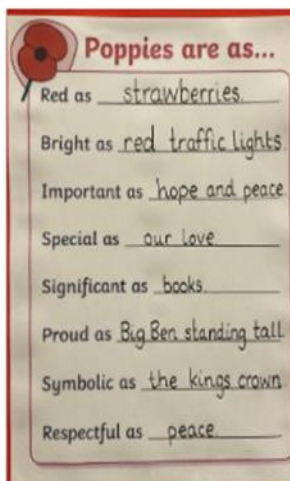 Poppies are as...
Red as strawberries.
Bright as red traffic lights
Important as hope and peace
Special as our love
Significant as books.
Proud as Big Ben standing tall
Symbolic as the kings crown
Respectful as peace.